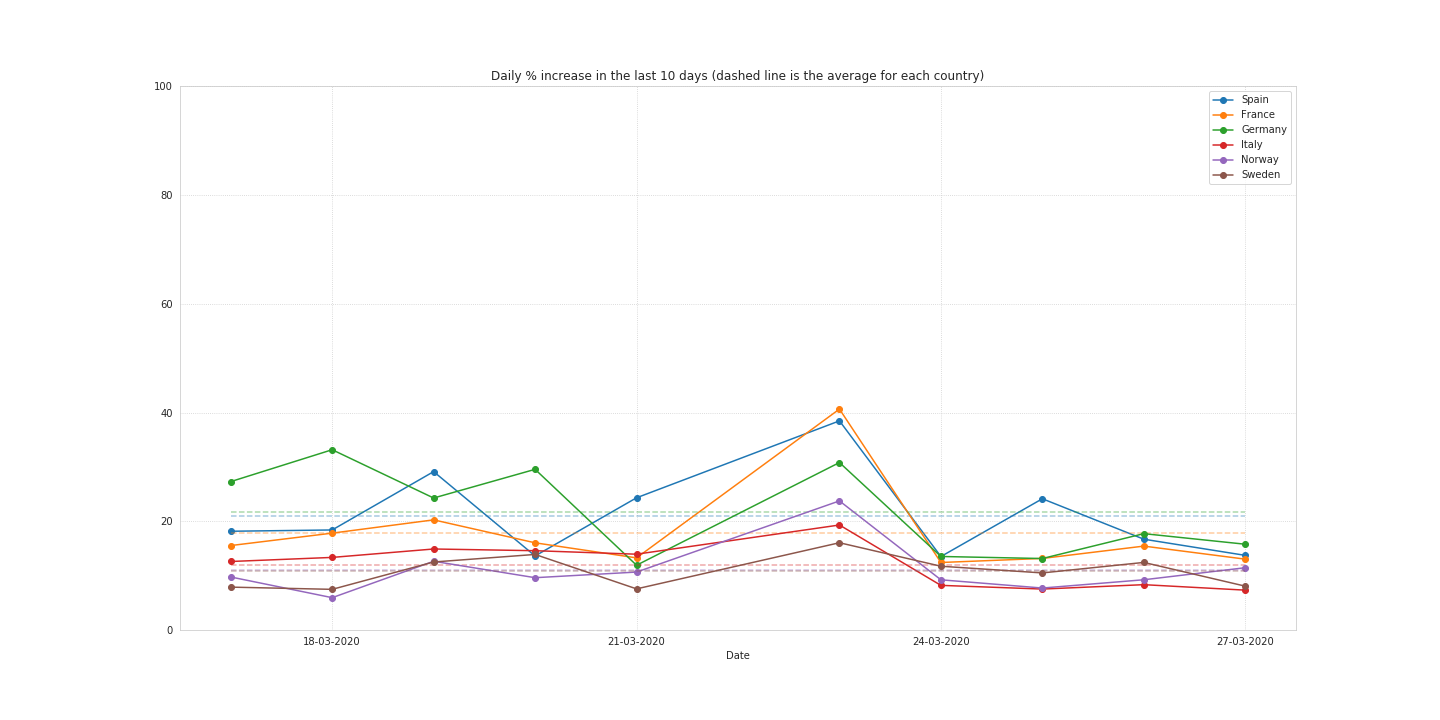 Daily % increase in the last 10 days (dashed line is the average for each country)
100
80
60
40
20
0
Spain
France
Germany
Italy
Norway
Sweden
18-03-2020
21-03-2020
24-03-2020
27-03-2020
Date